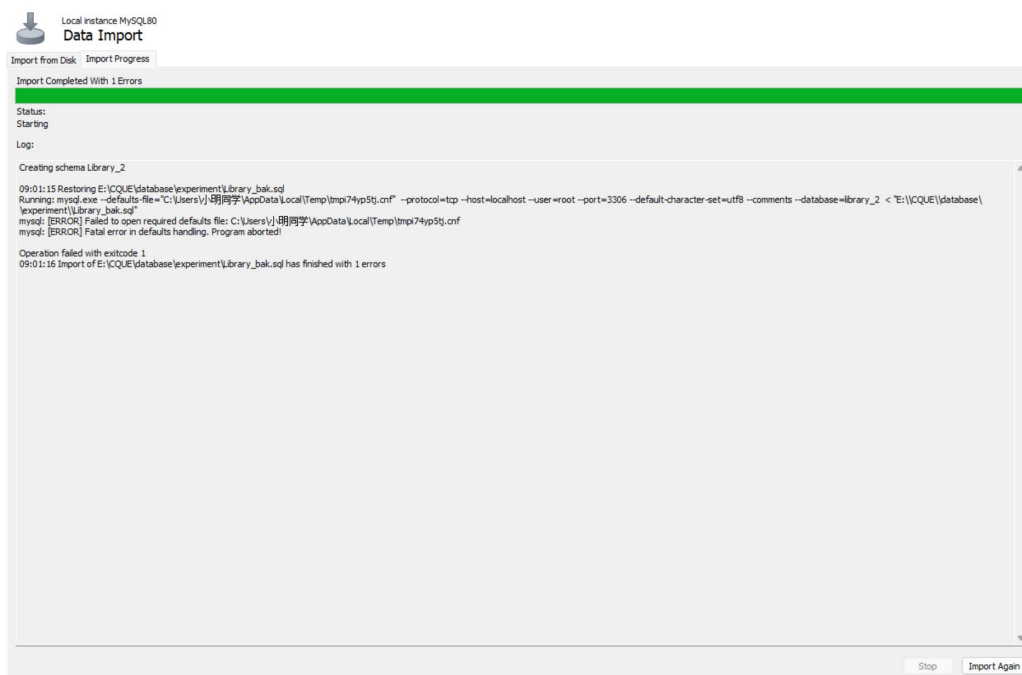 Local instance MySQL80
Data Import
Import from Disk Import Progress
Import Completed With 1 Errors
Status:
Starting
Log:
Creating schema Library_2
09:01:15 Restoring E:\CQUE\database\experiment\Library_bak.sql
Running: mysql.exe --defaults-file="C:\Users\小明同学\AppData\Local\Temp\tmpi74yp5tj.cnf" --protocol=tcp --host=localhost --user=root --port=3306 --default-character-set=utf8 --comments --database=library_2 < "E:\\CQUE\\database\
\experiment\\Library_bak.sql"
mysql: [ERROR] Failed to open required defaults file: C:\Users\小明同学\AppData\Local\Temp\tmpi74yp5tj.cnf
mysql: [ERROR] Fatal error in defaults handling. Program aborted!
Operation failed with exitcode 1
09:01:16 Import of E:\CQUE\database\experiment\Library_bak.sql has finished with 1 errors
Stop Import Again